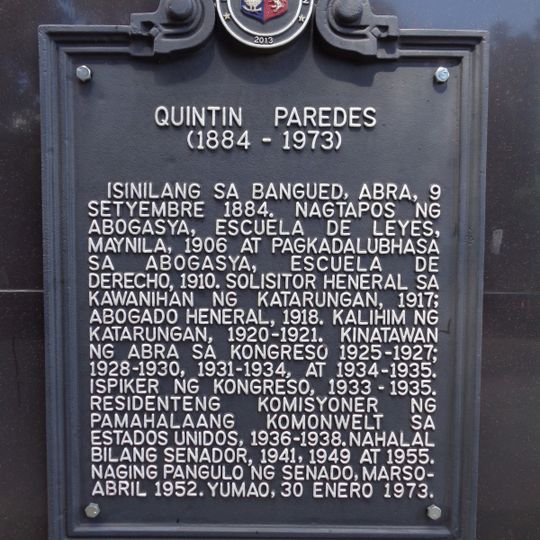 2013
QUINTIN PAREDES
(1884 - 1973)
ISINILANG SA BANGUED, ABRA, 9
SETYEMBRE 1884. NAGTAPOS NG
ABOGASYA, ESCUELA DE LEYES,
MAYNILA, 1906 AT PAGKADALUBHASA
SA ABOGASYA, ESCUELA DE
DERECHO, 1910. SOLISITOR HENERAL SA
KAWANIHAN NG KATARUNGAN, 1917;
ABOGADO HENERAL, 1918. KALIHIM NG
KATARUNGAN, 1920-1921. KINATAWAN
NG ABRA SA KONGRESO 1925-1927;
1928-1930, 1931-1934, AT 1934-1935.
ISPIKER NG KONGRESO, 1933 - 1935.
RESIDENTENG KOMISYONER NG
PAMAHALAANG KOMONWELT SA
ESTADOS UNIDOS, 1936-1938. NAHALAL
BILANG SENADOR, 1941, 1949 AT 1955.
NAGING PANGULO NG SENADO, MARSO-
ABRIL 1952. YUMAO, 30 ENERO 1973.